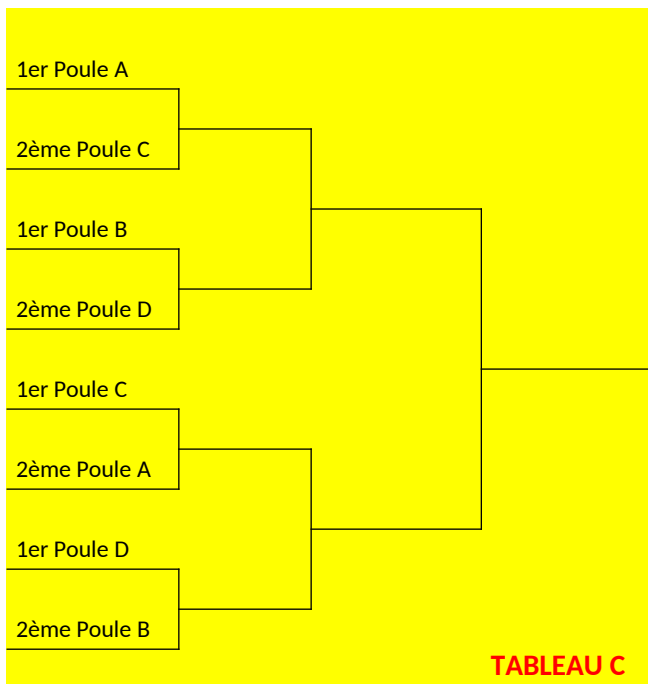 1er Poule A
2ème Poule C
1er Poule B
2ème Poule D
1er Poule C
2ème Poule A
1er Poule D
2ème Poule B
TABLEAU C